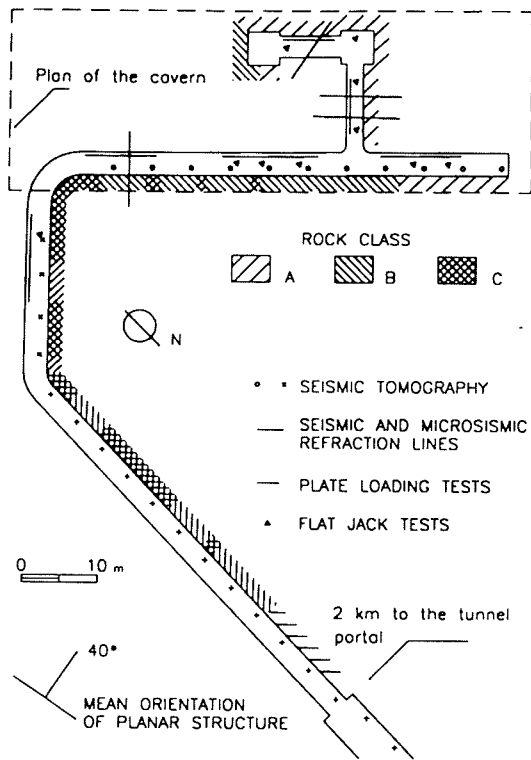 Plan of the cavern
ROCK CLASS
A B C
N
SEISMIC TOMOGRAPHY
SEISMIC AND MICROSISMIC
REFRACTION LINES
PLATE LOADING TESTS
FLAT JACK TESTS
0 10 m
2 km to the tunnel
portal
40°
MEAN ORIENTATION
OF PLANAR STRUCTURE